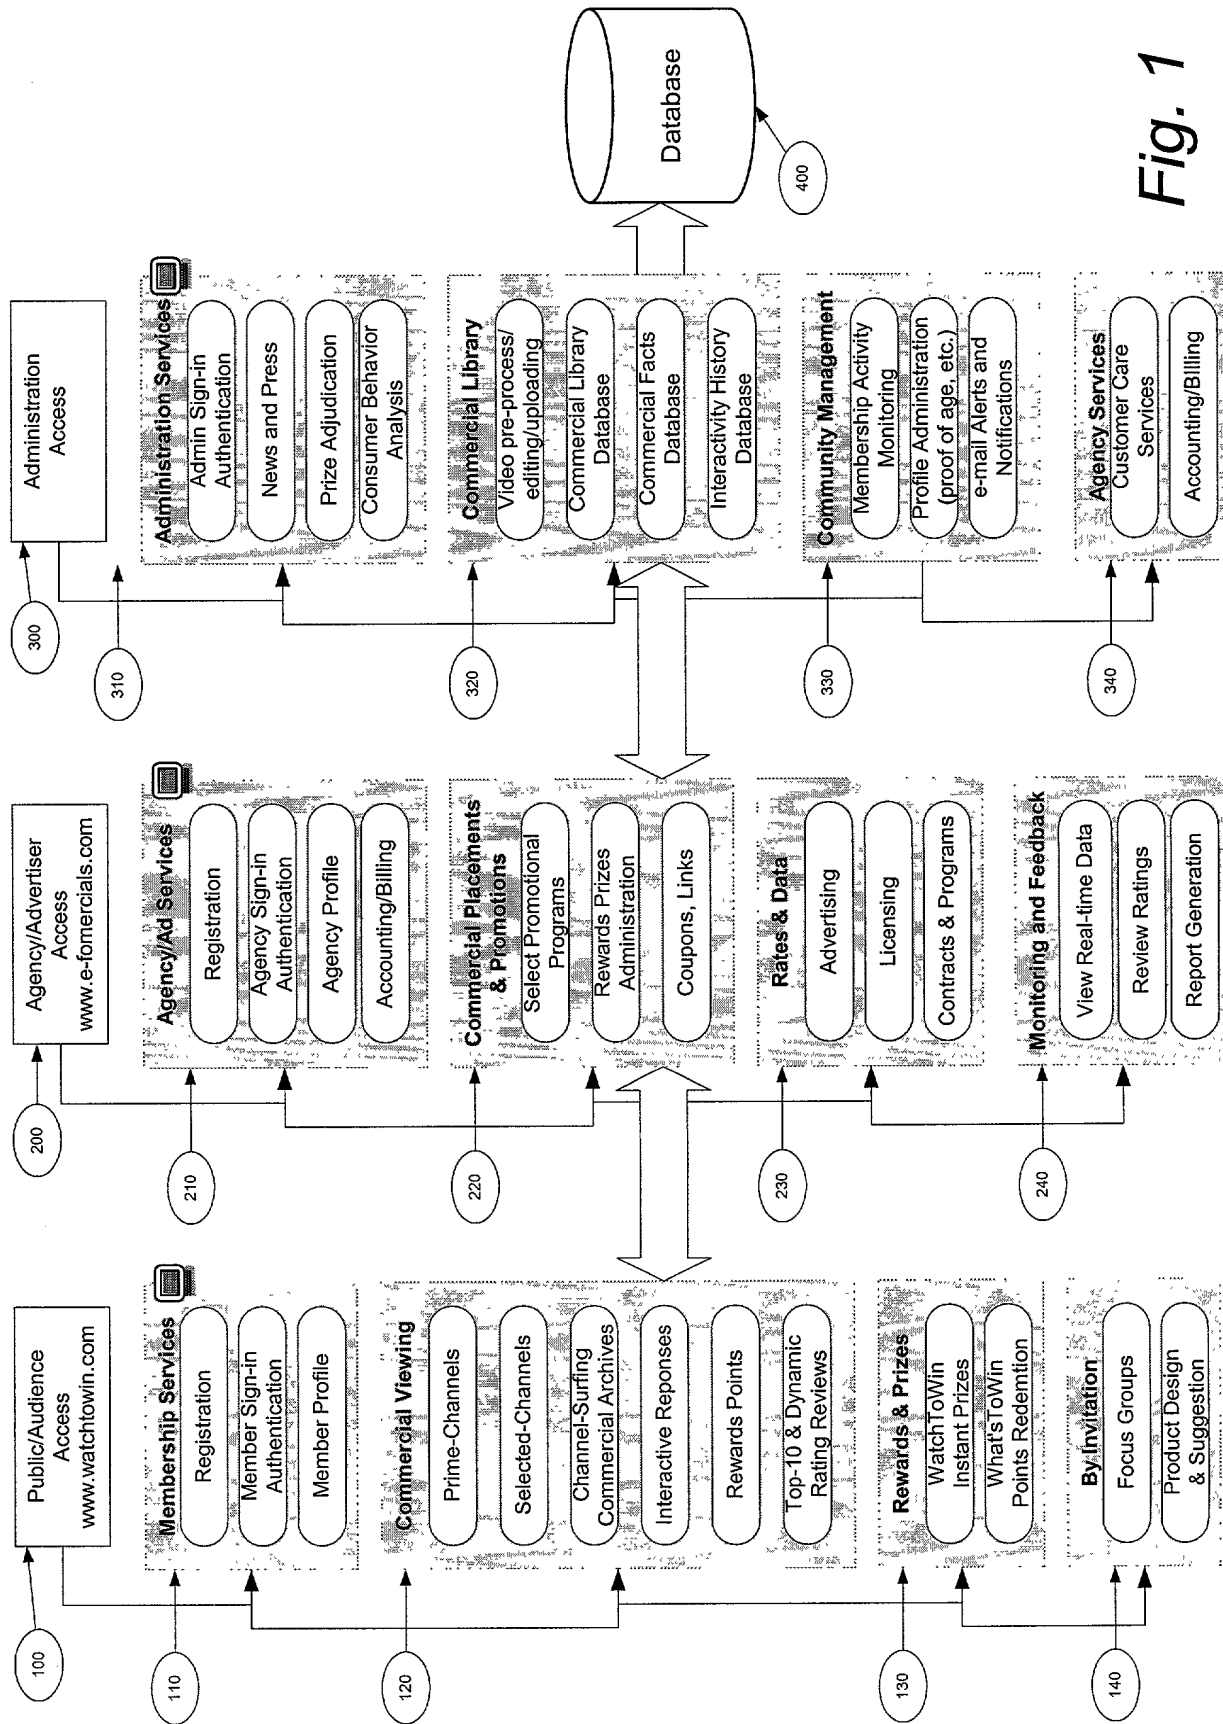 100
Public/Audience
Access
www.watchtowin.com
110
Membership Services
Registration
Member Sign-in
Authentication
Member Profile
120
Commercial Viewing
Prime-Channels
Selected-Channels
Channel-Surfing
Commercial Archives
Interactive Reponses
Rewards Points
Top-10 & Dynamic
Rating Reviews
130
Rewards & Prizes
WatchToWin
Instant Prizes
What'sToWin
Points Redemtion
140
By Invitation
Focus Groups
Product Design
& Suggestion
200
Agency/Advertiser
Access
www.e-fomercials.com
210
Agency/Ad Services
Registration
Agency Sign-in
Authentication
Agency Profile
Accounting/Billing
220
Commercial Placements
& Promotions
Select Promotional
Programs
Rewards Prizes
Administration
Coupons, Links
230
Rates & Data
Advertising
Licensing
Contracts & Programs
240
Monitoring and Feedback
View Real-time Data
Review Ratings
Report Generation
300
Administration
Access
310
Administration Services
Admin Sign-in
Authentication
News and Press
Prize Adjudication
Consumer Behavior
Analysis
320
Commercial Library
Video pre-process/
editing/uploading
Commercial Library
Database
Commercial Facts
Database
Interactivity History
Database
330
Community Management
Membership Activity
Monitoring
Profile Administration
(proof of age, etc.)
e-mail Alerts and
Notifications
340
Agency Services
Customer Care
Services
Accounting/Billing
Database
400
Fig. 1